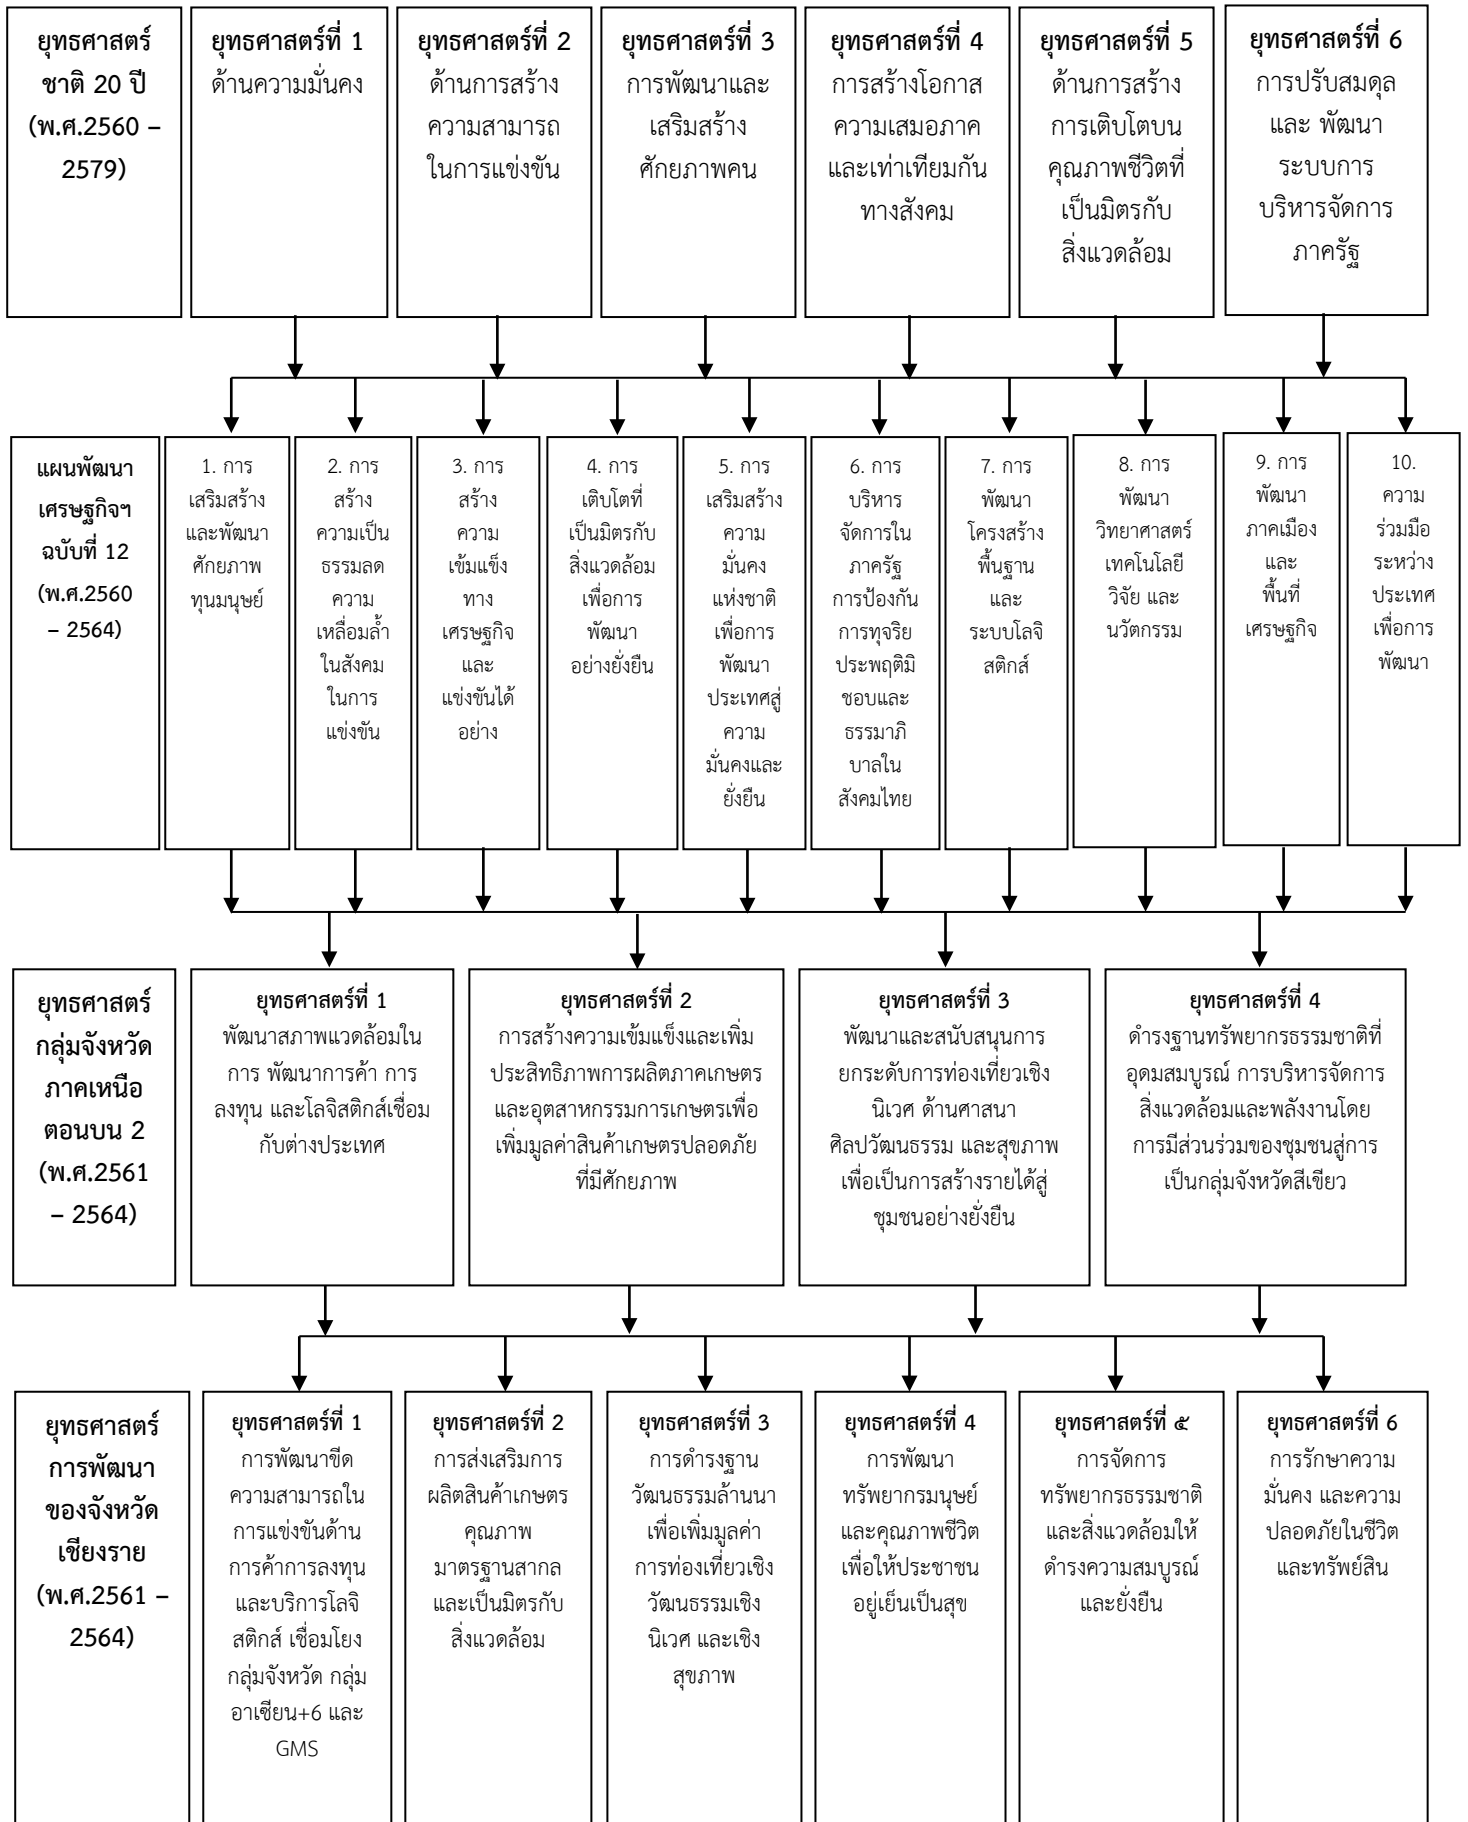 ยุทธศาสตร์
ชาติ 20 ปี
(พ.ศ.2560 –
2579)
ยุทธศาสตร์ที่ 1
ด้านความมั่นคง
ยุทธศาสตร์ที่ 2
ด้านการสร้าง
ความสามารถ
ในการแข่งขัน
ยุทธศาสตร์ที่ 3
การพัฒนาและ
เสริมสร้าง
ศักยภาพคน
ยุทธศาสตร์ที่ 4
การสร้างโอกาส
ความเสมอภาค
และเท่าเทียมกัน
ทางสังคม
ยุทธศาสตร์ที่ 5
ด้านการสร้าง
การเติบโตบน
คุณภาพชีวิตที่
เป็นมิตรกับ
สิ่งแวดล้อม
ยุทธศาสตร์ที่ 6
การปรับสมดุล
และ พัฒนา
ระบบการ
บริหารจัดการ
ภาครัฐ
แผนพัฒนา
เศรษฐกิจฯ
ฉบับที่ 12
(พ.ศ.2560
– 2564)
1. การ
เสริมสร้าง
และพัฒนา
ศักยภาพ
ทุนมนุษย์
2. การ
สร้าง
ความเป็น
ธรรมลด
ความ
เหลื่อมล้ำ
ในสังคม
ในการ
แข่งขัน
3. การ
สร้าง
ความ
เข้มแข็ง
ทาง
เศรษฐกิจ
และ
แข่งขันได้
อย่าง
4. การ
เติบโตที่
เป็นมิตรกับ
สิ่งแวดล้อม
เพื่อการ
พัฒนา
อย่างยั่งยืน
5. การ
เสริมสร้าง
ความ
มั่นคง
แห่งชาติ
เพื่อการ
พัฒนา
ประเทศสู่
ความ
มั่นคงและ
ยั่งยืน
6. การ
บริหาร
จัดการใน
ภาครัฐ
การป้องกัน
การทุจริย
ประพฤติมิ
ชอบและ
ธรรมาภิ
บาลใน
สังคมไทย
7. การ
พัฒนา
โครงสร้าง
พื้นฐาน
และ
ระบบโลจิ
สติกส์
8. การ
พัฒนา
วิทยาศาสตร์
เทคโนโลยี
วิจัย และ
นวัตกรรม
9. การ
พัฒนา
ภาคเมือง
และ
พื้นที่
เศรษฐกิจ
10.
ความ
ร่วมมือ
ระหว่าง
ประเทศ
เพื่อการ
พัฒนา
ยุทธศาสตร์
กลุ่มจังหวัด
ภาคเหนือ
ตอนบน 2
(พ.ศ.2561
– 2564)
ยุทธศาสตร์ที่ 1
พัฒนาสภาพแวดล้อมใน
การ พัฒนาการค้า การ
ลงทุน และโลจิสติกส์เชื่อม
กับต่างประเทศ
ยุทธศาสตร์ที่ 2
การสร้างความเข้มแข็งและเพิ่ม
ประสิทธิภาพการผลิตภาคเกษตร
และอุตสาหกรรมการเกษตรเพื่อ
เพิ่มมูลค่าสินค้าเกษตรปลอดภัย
ที่มีศักยภาพ
ยุทธศาสตร์ที่ 3
พัฒนาและสนับสนุนการ
ยกระดับการท่องเที่ยวเชิง
นิเวศ ด้านศาสนา
ศิลปวัฒนธรรม และสุขภาพ
เพื่อเป็นการสร้างรายได้สู่
ชุมชนอย่างยั่งยืน
ยุทธศาสตร์ที่ 4
ดำรงฐานทรัพยากรธรรมชาติที่
อุดมสมบูรณ์ การบริหารจัดการ
สิ่งแวดล้อมและพลังงานโดย
การมีส่วนร่วมของชุมชนสู่การ
เป็นกลุ่มจังหวัดสีเขียว
ยุทธศาสตร์
การพัฒนา
ของจังหวัด
เชียงราย
(พ.ศ.2561 –
2564)
ยุทธศาสตร์ที่ 1
การพัฒนาขีด
ความสามารถใน
การแข่งขันด้าน
การค้าการลงทุน
และบริการโลจิ
สติกส์ เชื่อมโยง
กลุ่มจังหวัด กลุ่ม
อาเซียน+6 และ
GMS
ยุทธศาสตร์ที่ 2
การส่งเสริมการ
ผลิตสินค้าเกษตร
คุณภาพ
มาตรฐานสากล
และเป็นมิตรกับ
สิ่งแวดล้อม
ยุทธศาสตร์ที่ 3
การดำรงฐาน
วัฒนธรรมล้านนา
เพื่อเพิ่มมูลค่า
การท่องเที่ยวเชิง
วัฒนธรรมเชิง
นิเวศ และเชิง
สุขภาพ
ยุทธศาสตร์ที่ 4
การพัฒนา
ทรัพยากรมนุษย์
และคุณภาพชีวิต
เพื่อให้ประชาชน
อยู่เย็นเป็นสุข
ยุทธศาสตร์ที่ ๕
การจัดการ
ทรัพยากรธรรมชาติ
และสิ่งแวดล้อมให้
ดำรงความสมบูรณ์
และยั่งยืน
ยุทธศาสตร์ที่ 6
การรักษาความ
มั่นคง และความ
ปลอดภัยในชีวิต
และทรัพย์สิน